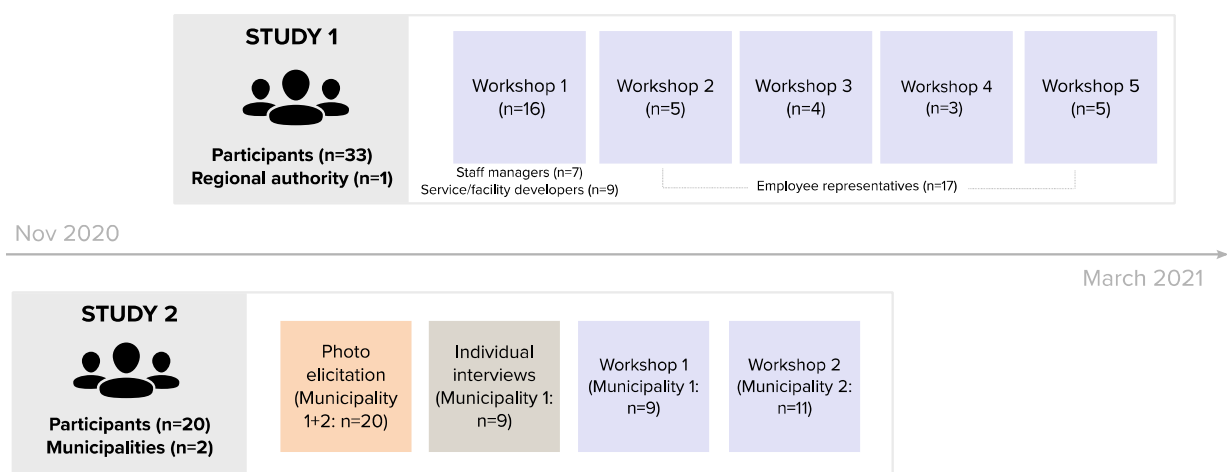 STUDY 1
Participants (n=33)
Regional authority (n=1)
Workshop 1
(n=16)
Workshop 2
(n=5)
Workshop 3
(n=4)
Workshop 4
(n=3)
Workshop 5
(n=5)
Staff managers (n=7)
Service/facility developers (n=9)
Employee representatives (n=17)
Nov 2020
March 2021
STUDY 2
Participants (n=20)
Municipalities (n=2)
Photo
elicitation
(Municipality
1+2: n=20)
Individual
interviews
(Municipality 1:
n=9)
Workshop 1
(Municipality 1:
n=9)
Workshop 2
(Municipality 2:
n=11)